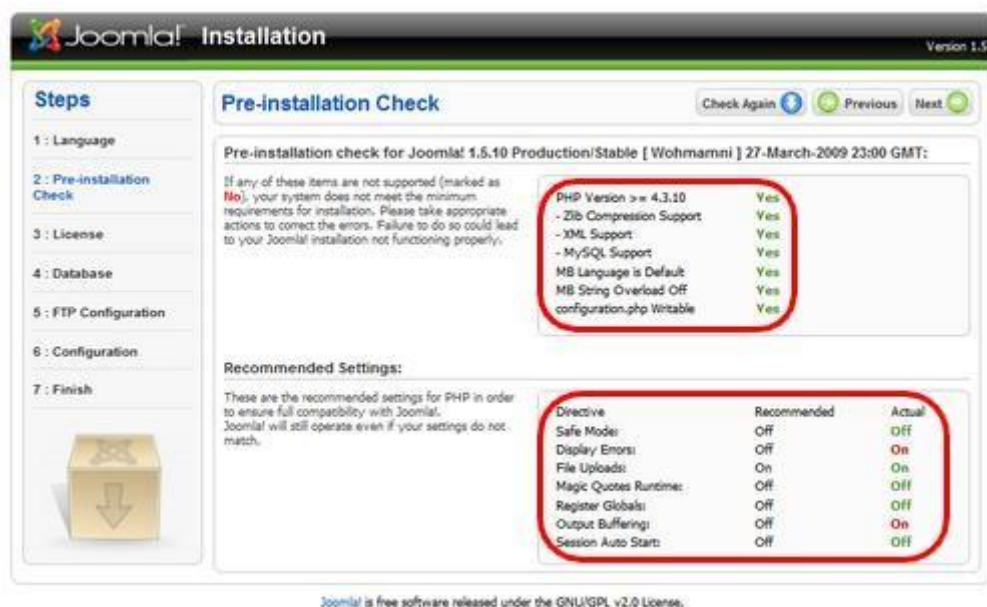 Joomla! Installation
Version 1.5
Steps
1 : Language
2 : Pre-installation
Check
3 : License
4 : Database
5 : FTP Configuration
6 : Configuration
7 : Finish
Pre-installation Check
Check Again
Previous
Next
Pre-installation check for Joomla! 1.5.10 Production/Stable [ Wohmamni ] 27-March-2009 23:00 GMT:
If any of these items are not supported (marked as
No), your system does not meet the minimum
requirements for installation. Please take appropriate
actions to correct the errors. Failure to do so could lead
to your Joomla! installation not functioning properly.
PHP Version >= 4.3.10 Yes
- Zlib Compression Support Yes
- XML Support Yes
- MySQL Support Yes
MB Language is Default Yes
MB String Overload Off Yes
configuration.php Writable Yes
Recommended Settings:
These are the recommended settings for PHP in order
to ensure full compatibility with Joomla!.
Joomla! will still operate even if your settings do not
match.
Directive Recommended Actual
Safe Mode: Off Off
Display Errors: Off On
File Uploads: On On
Magic Quotes Runtime: Off Off
Register Globals: Off Off
Output Buffering: Off On
Session Auto Start: Off Off
Joomla! is free software released under the GNU/GPL v2.0 License.